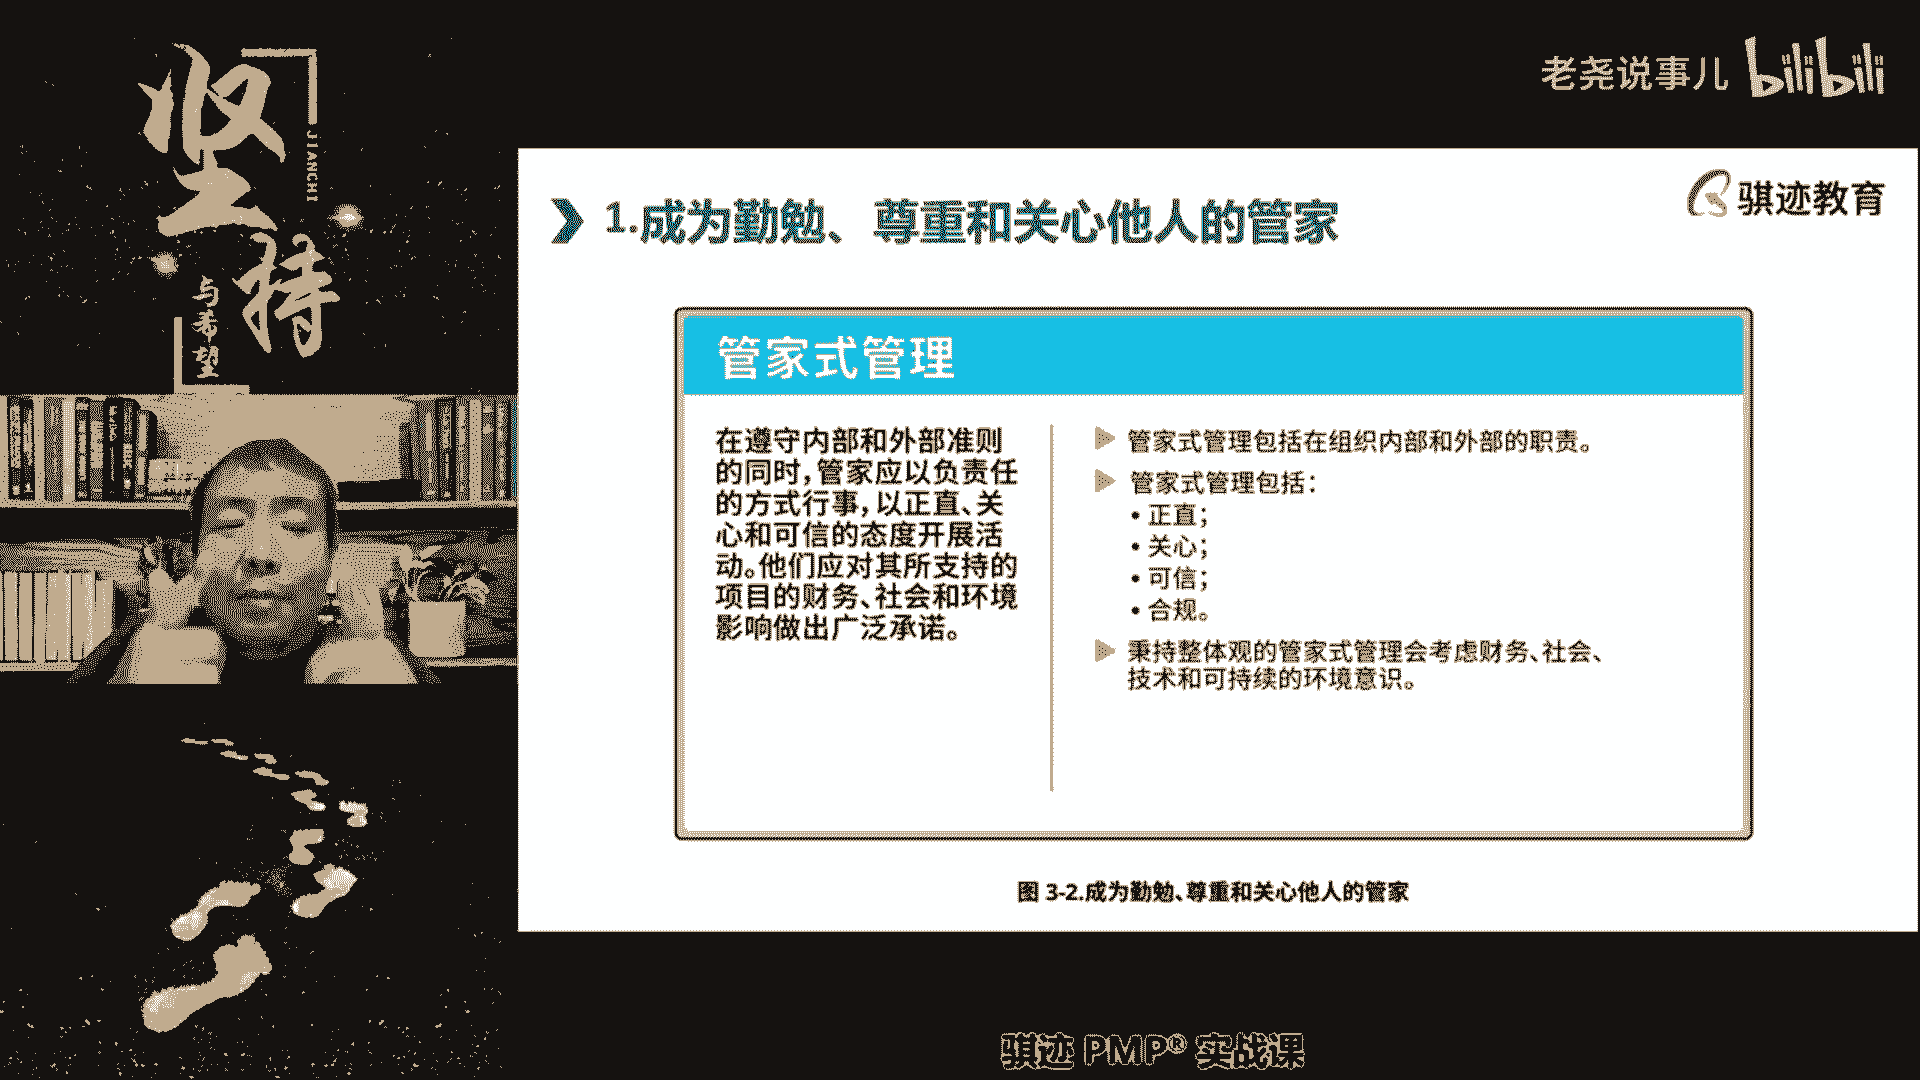 坚持
JIANCHI
与希望
老尧说事儿 bilibili
骐迹教育
1.成为勤勉、尊重和关心他人的管家
管家式管理
在遵守内部和外部准则
的同时,管家应以负责任
的方式行事,以正直、关
心和可信的态度开展活
动。他们应对其所支持的
项目的财务、社会和环境
影响做出广泛承诺。
管家式管理包括在组织内部和外部的职责。
管家式管理包括:
• 正直;
• 关心;
• 可信;
• 合规。
秉持整体观的管家式管理会考虑财务、社会、
技术和可持续的环境意识。
图 3-2.成为勤勉、尊重和关心他人的管家
骐迹 PMP® 实战课